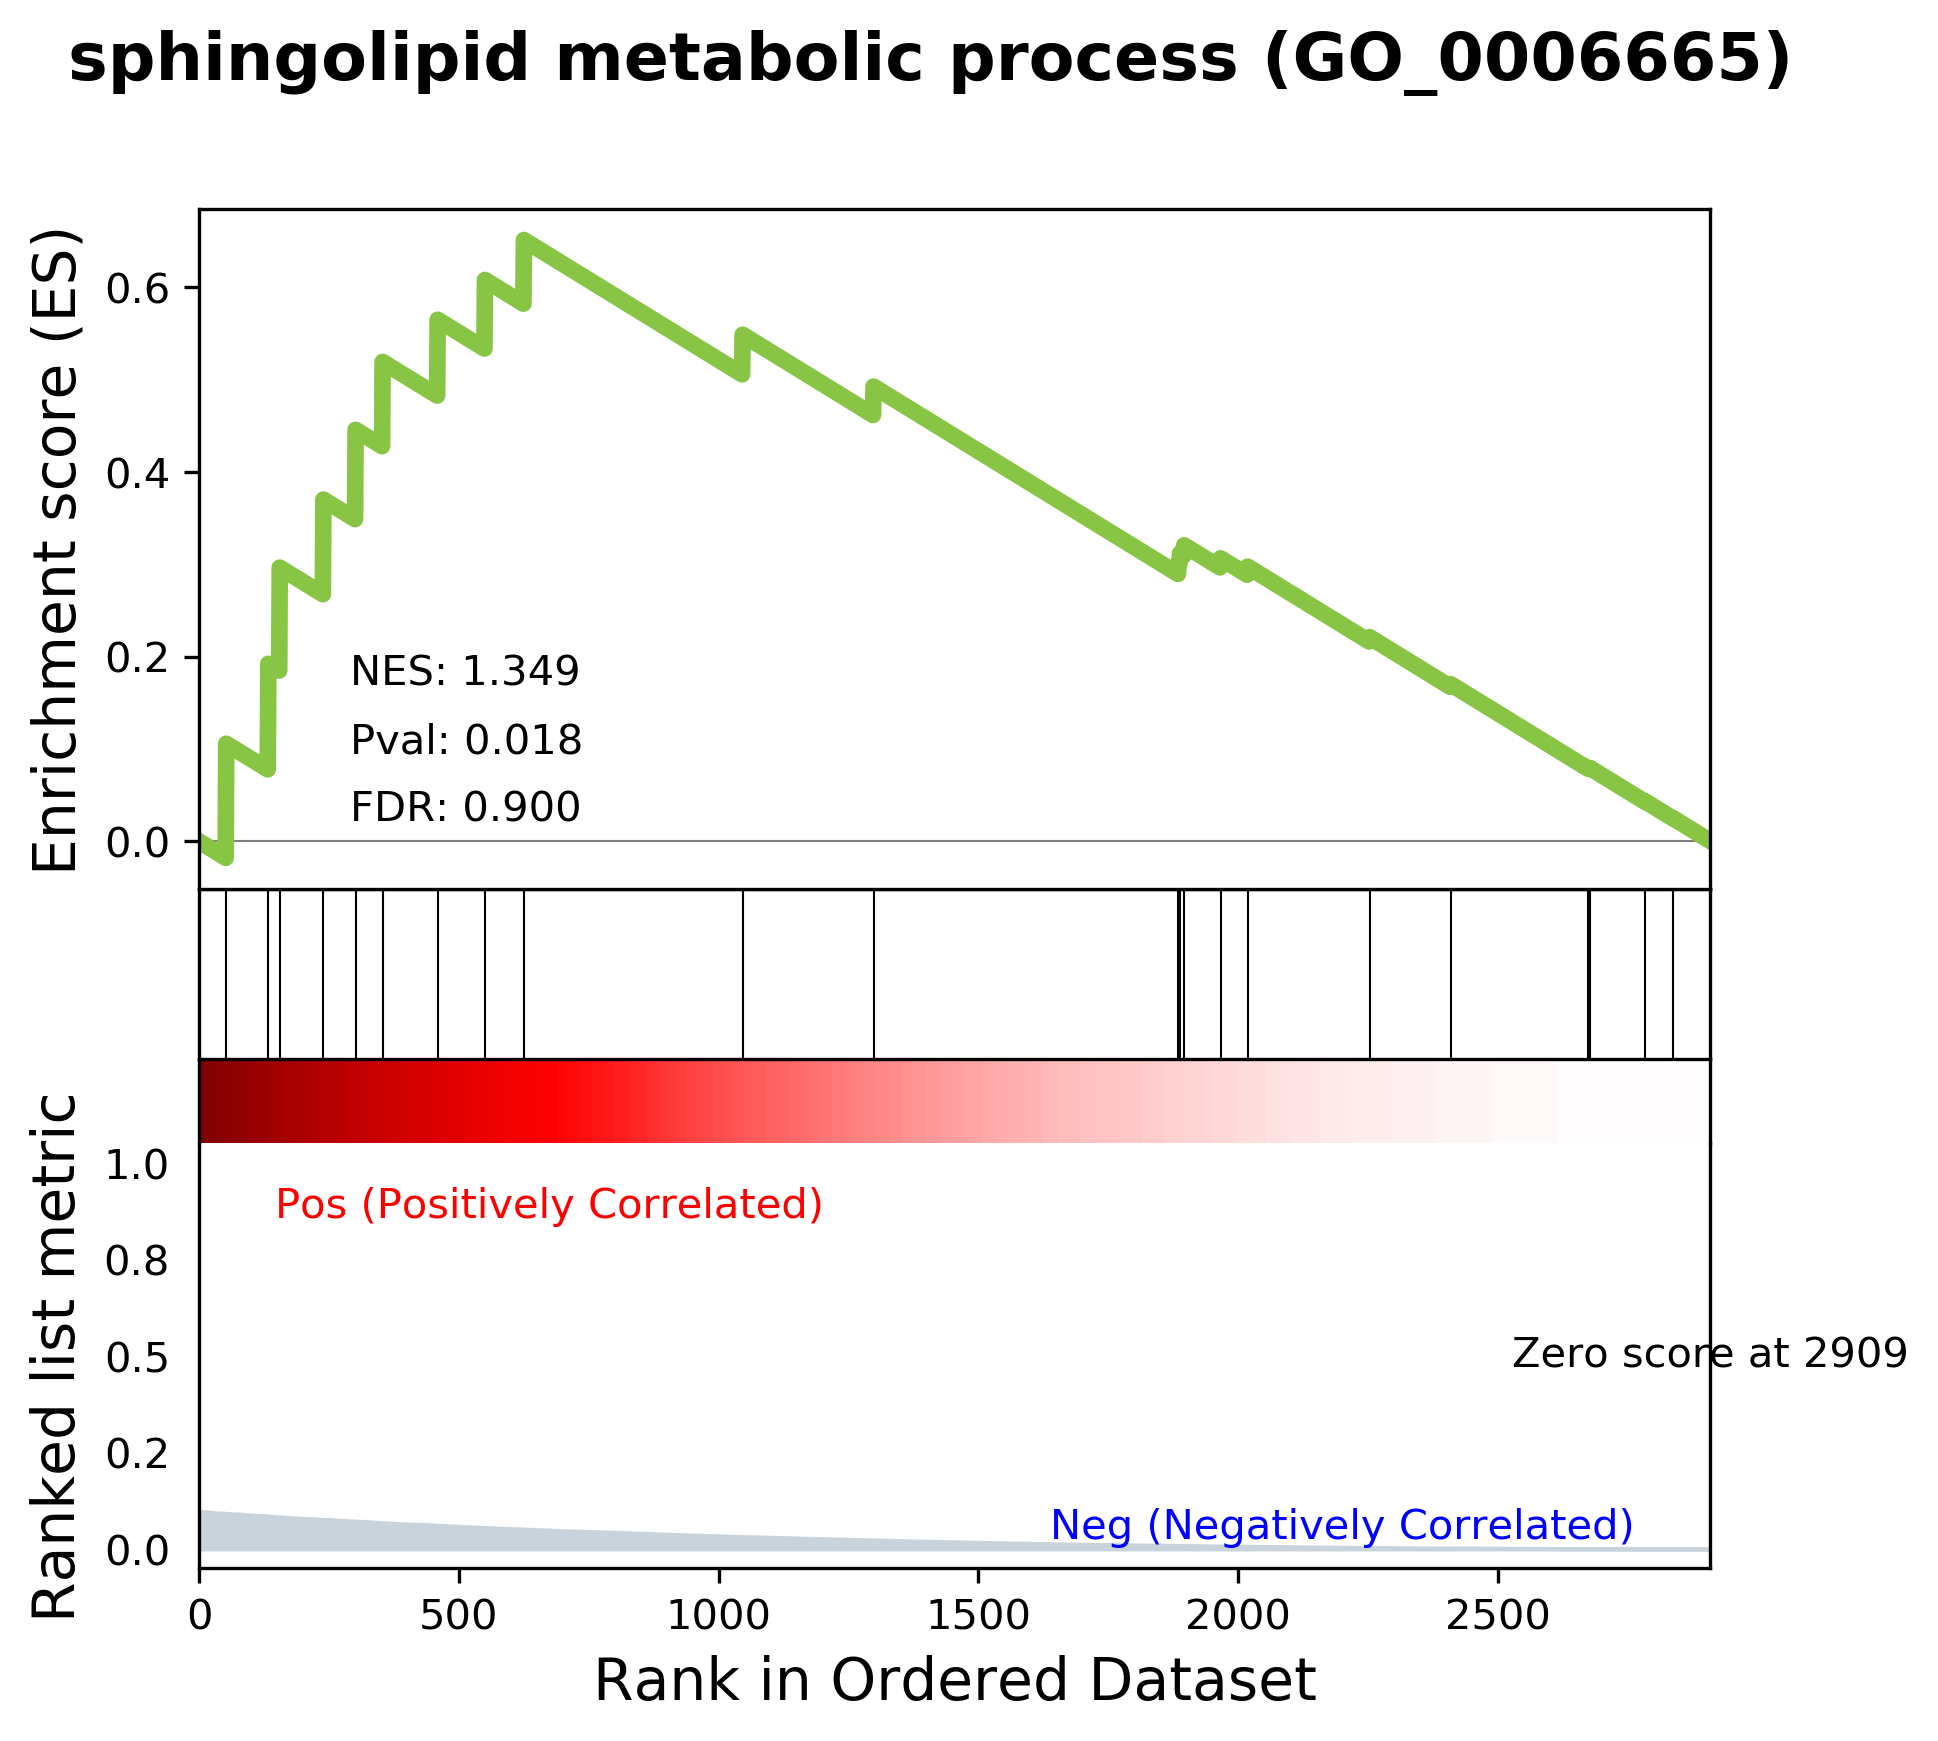 sphingolipid metabolic process (GO_0006665)
Enrichment score (ES)
0.6
0.4
0.2
0.0
NES: 1.349
Pval: 0.018
FDR: 0.900
Ranked list metric
1.0
0.8
0.5
0.2
0.0
Pos (Positively Correlated)
Zero score at 2909
Neg (Negatively Correlated)
0 500 1000 1500 2000 2500
Rank in Ordered Dataset